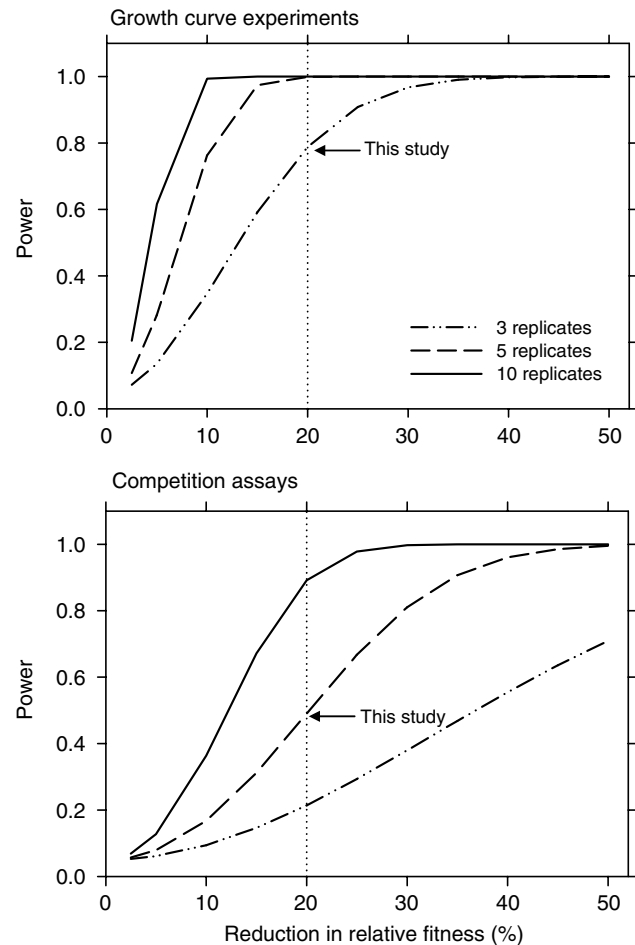 Growth curve experiments
1.0
0.8
This study
0.6
Power
0.4
3 replicates
5 replicates
0.2
10 replicates
0.0
0 10 20 30 40 50
Competition assays
1.0
0.8
0.6
Power
This study
0.4
0.2
0.0
0 10 20 30 40 50
Reduction in relative fitness (%)